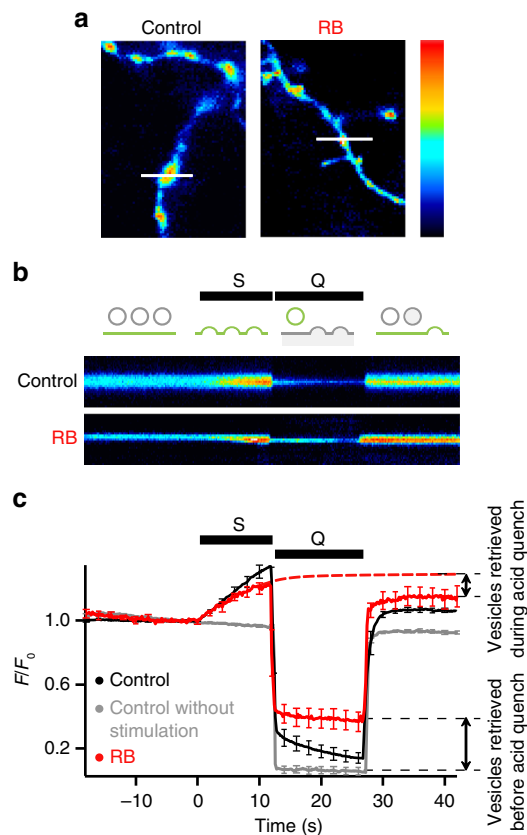 a
Control
RB
b
S
Q
Control
RB
c
S
Q
F/F0
1.0
0.6
0.2
Control
Control without
stimulation
RB
−10
0
10
20
30
40
Time (s)
Vesicles retrieved
during acid quench
Vesicles retrieved
before acid quench